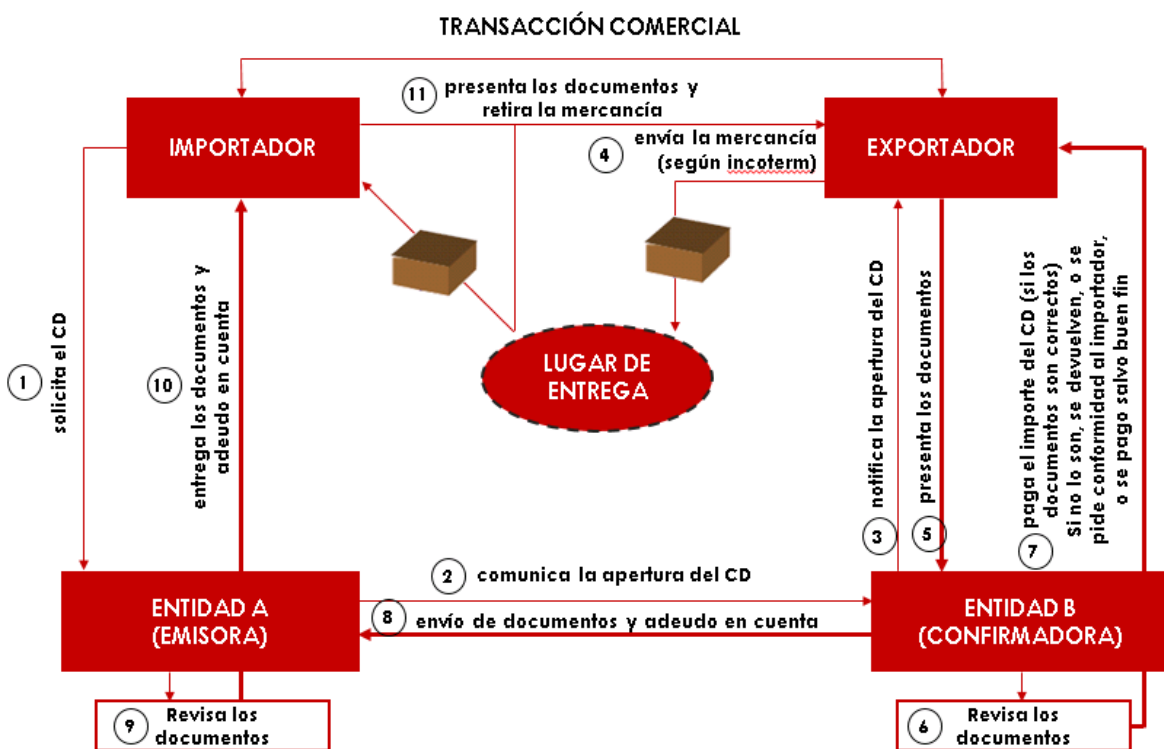 TRANSACCIÓN COMERCIAL
11 presenta los documentos y
retira la mercancía
IMPORTADOR
4 envía la mercancía
(según incoterm)
EXPORTADOR
1 solicita el CD
10 entrega los documentos y
adeudo en cuenta
LUGAR DE
ENTREGA
3 notifica la apertura del CD
5 presenta los documentos
7 paga el importe del CD (si los
documentos son correctos)
Si no lo son, se devuelven, o se
pide conformidad al importador,
o se pago salvo buen fin
2 comunica la apertura del CD
8 envío de documentos y adeudo en cuenta
ENTIDAD A
(EMISORA)
ENTIDAD B
(CONFIRMADORA)
9 Revisa los
documentos
6 Revisa los
documentos